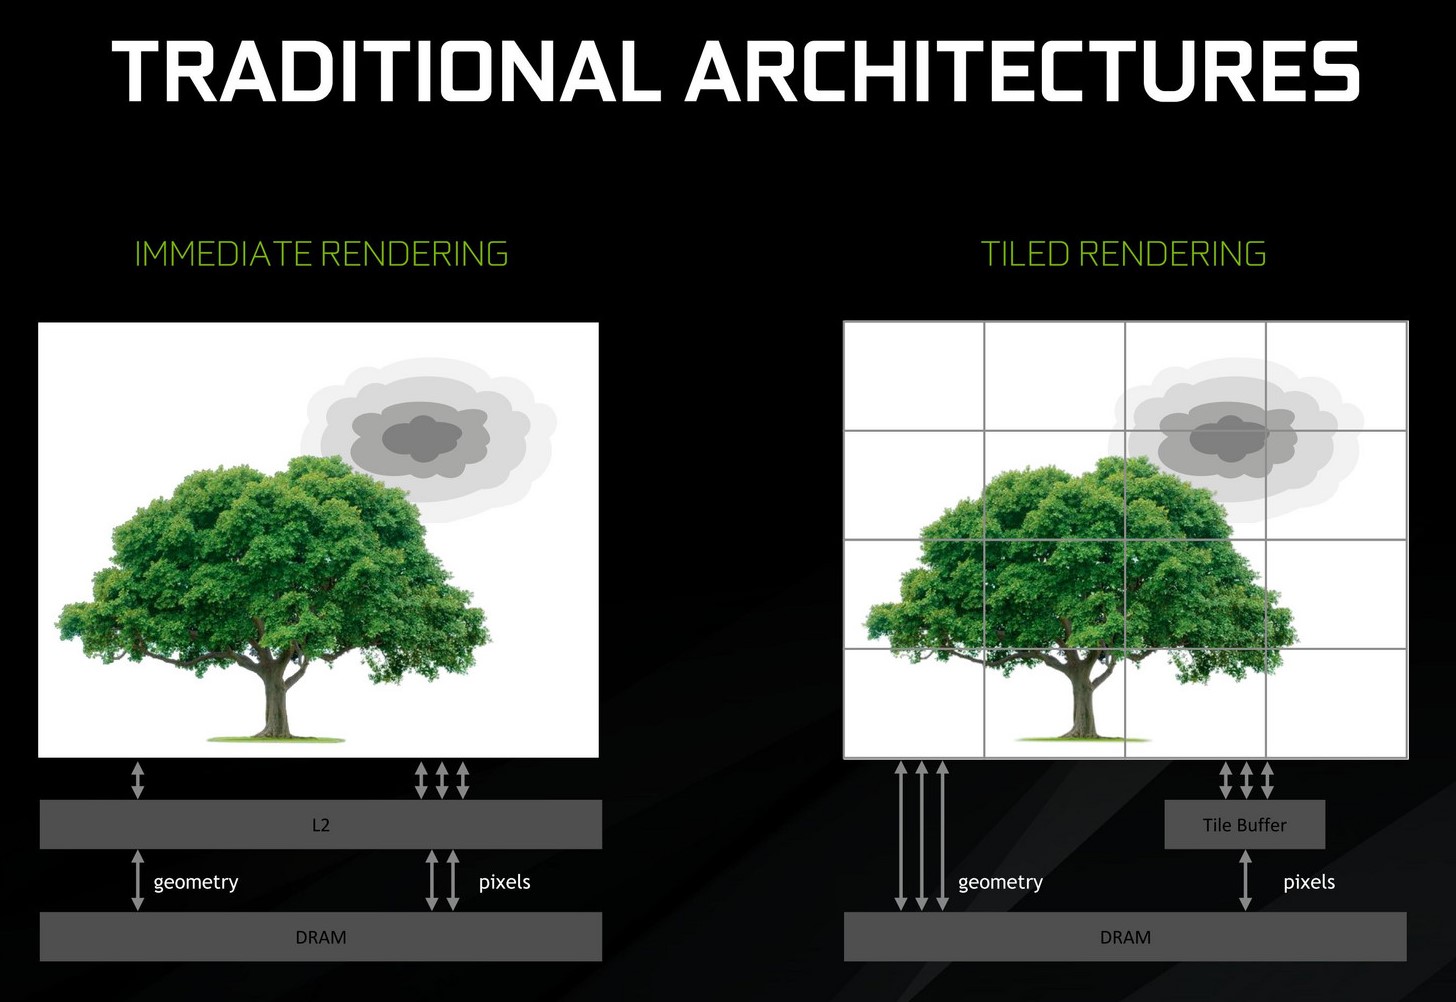 TRADITIONAL ARCHITECTURES
IMMEDIATE RENDERING
TILED RENDERING
L2
Tile Buffer
geometry
pixels
geometry
pixels
DRAM
DRAM